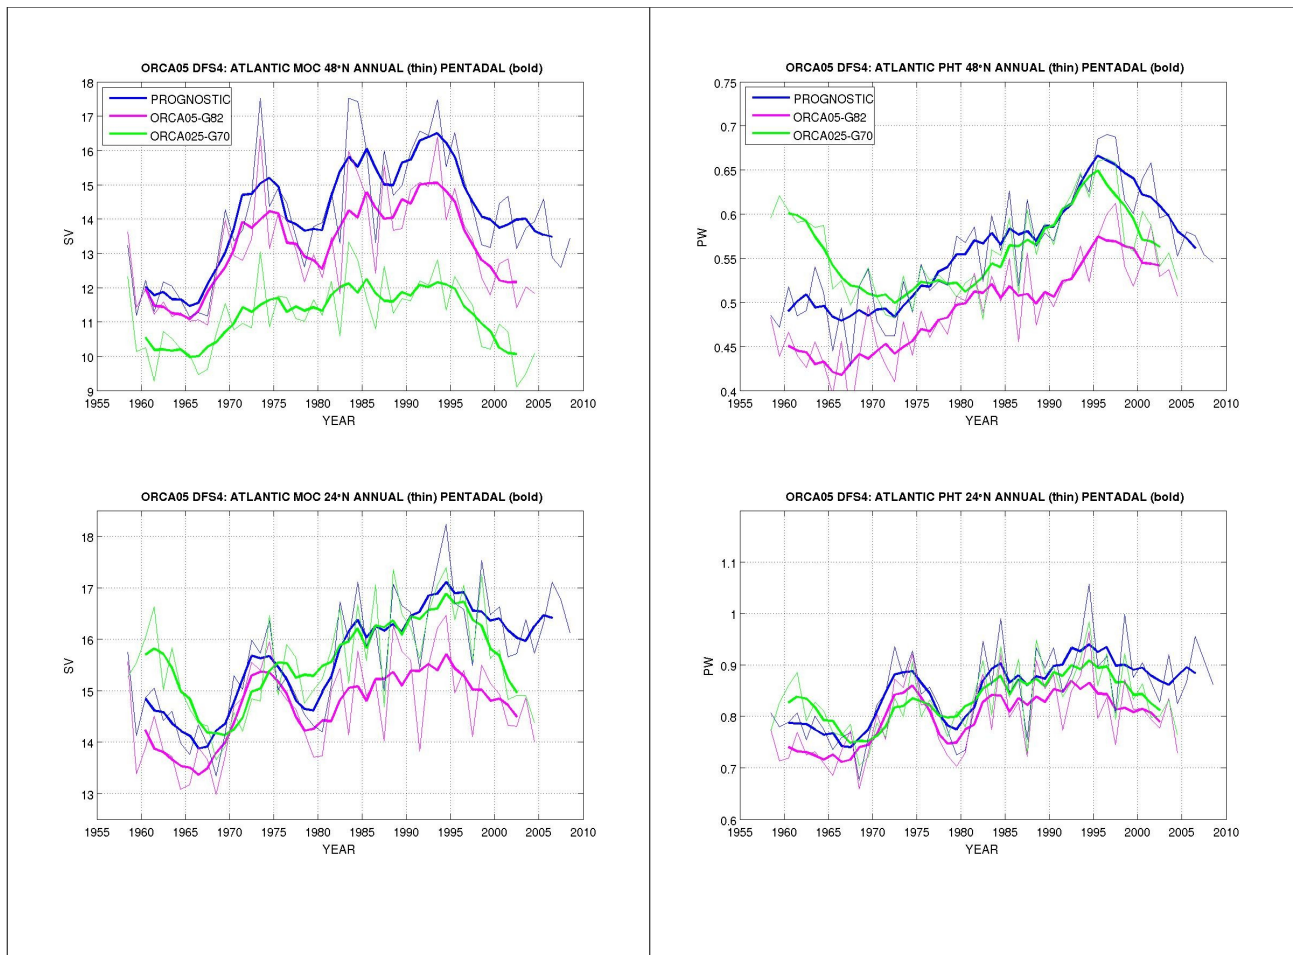 ORCA05 DFS4: ATLANTIC MOC 48°N ANNUAL (thin) PENTADAL (bold)
18
17
16
15
14
13
12
11
10
9
SV
PROGNOSTIC
ORCA05-G82
ORCA025-G70
1955 1960 1965 1970 1975 1980 1985 1990 1995 2000 2005 2010
YEAR
ORCA05 DFS4: ATLANTIC PHT 48°N ANNUAL (thin) PENTADAL (bold)
0.75
0.7
0.65
0.6
0.55
0.5
0.45
0.4
PW
PROGNOSTIC
ORCA05-G82
ORCA025-G70
1955 1960 1965 1970 1975 1980 1985 1990 1995 2000 2005 2010
YEAR
ORCA05 DFS4: ATLANTIC MOC 24°N ANNUAL (thin) PENTADAL (bold)
18
17
16
15
14
13
SV
1955 1960 1965 1970 1975 1980 1985 1990 1995 2000 2005 2010
YEAR
ORCA05 DFS4: ATLANTIC PHT 24°N ANNUAL (thin) PENTADAL (bold)
1.1
1
0.9
0.8
0.7
0.6
PW
1955 1960 1965 1970 1975 1980 1985 1990 1995 2000 2005 2010
YEAR